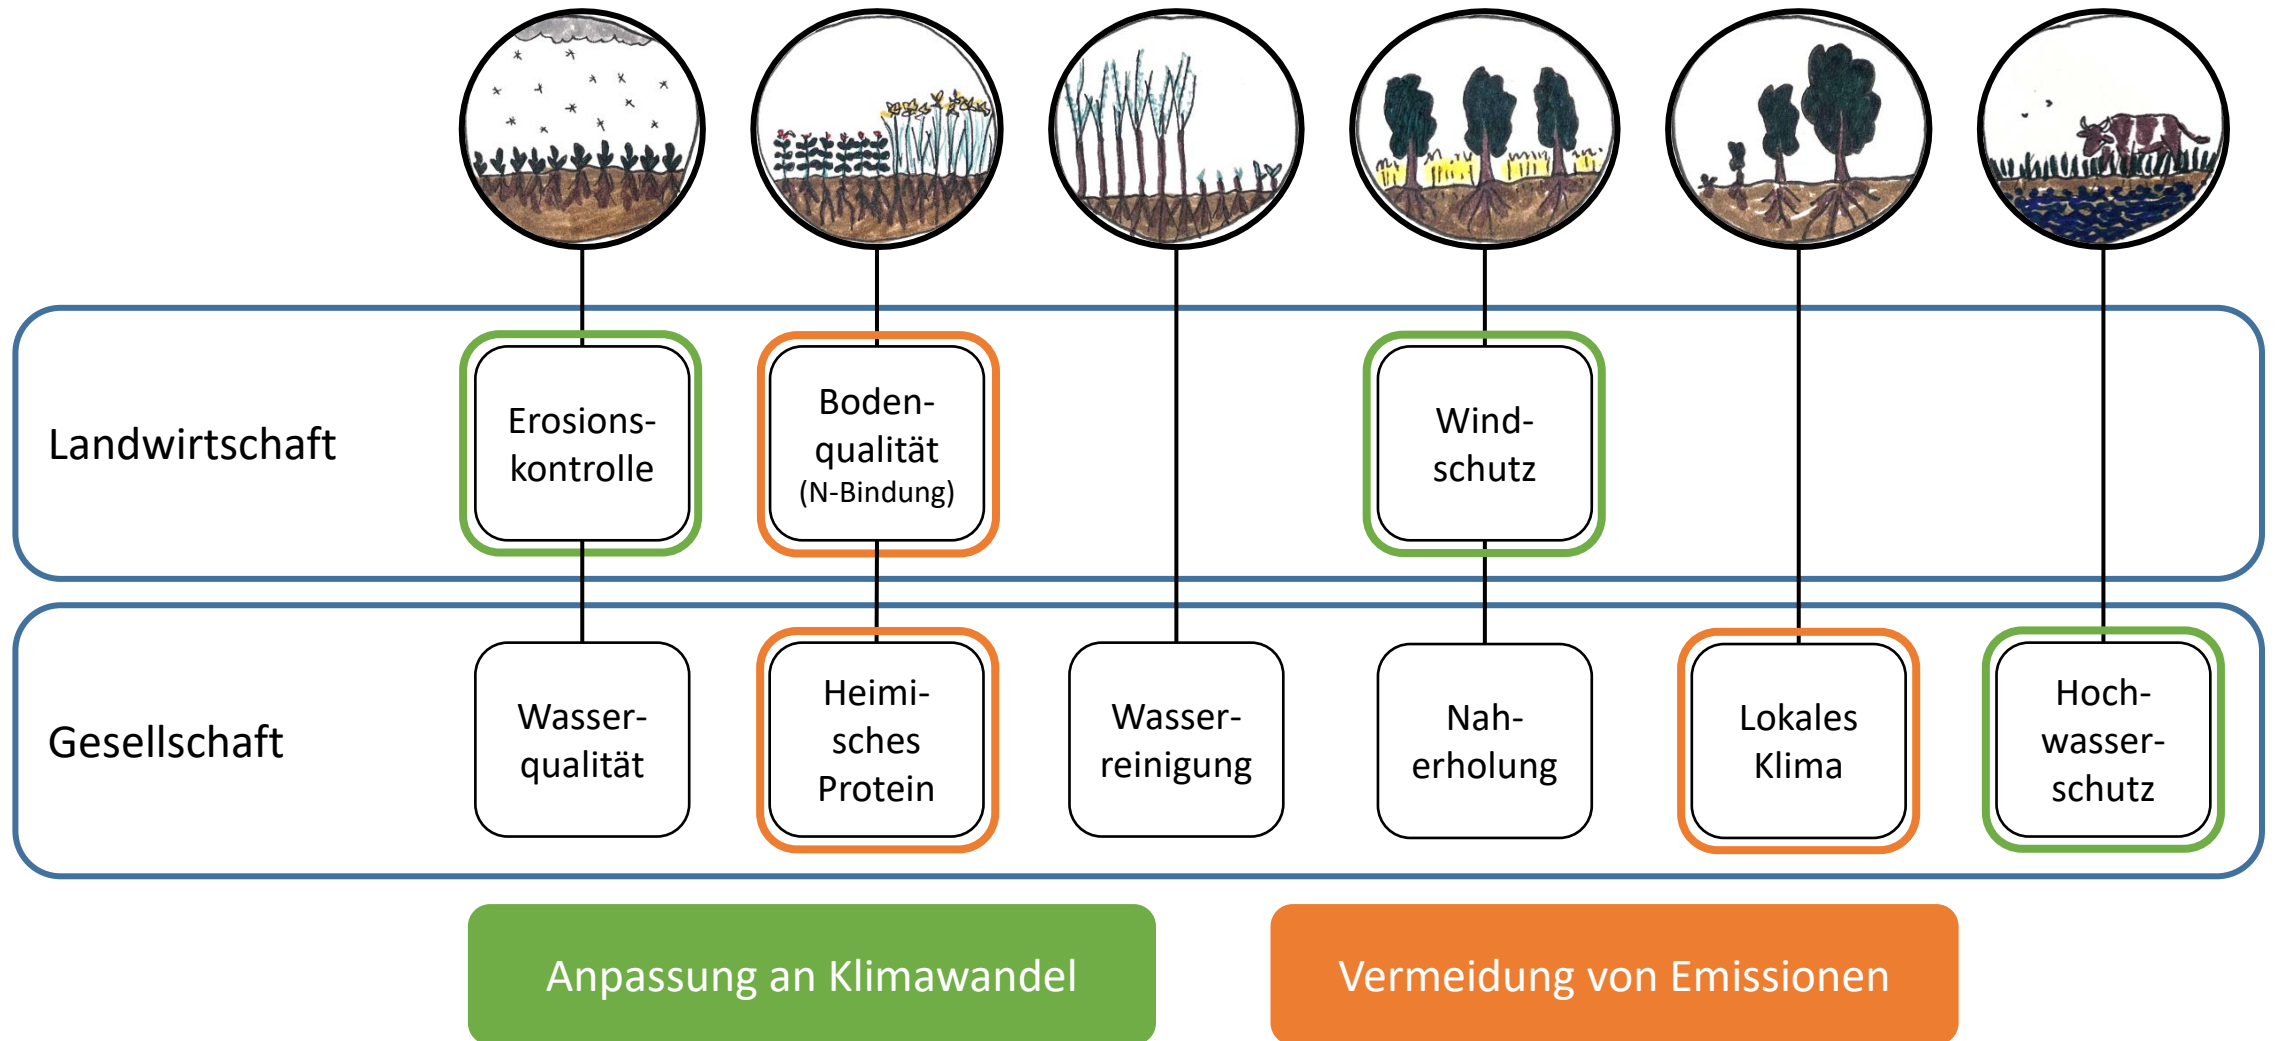 Landwirtschaft
Erosions-
kontrolle
Boden-
qualität
(N-Bindung)
Wind-
schutz
Gesellschaft
Wasser-
qualität
Heimi-
sches
Protein
Wasser-
reinigung
Nah-
erholung
Lokales
Klima
Hoch-
wasser-
schutz
Anpassung an Klimawandel
Vermeidung von Emissionen